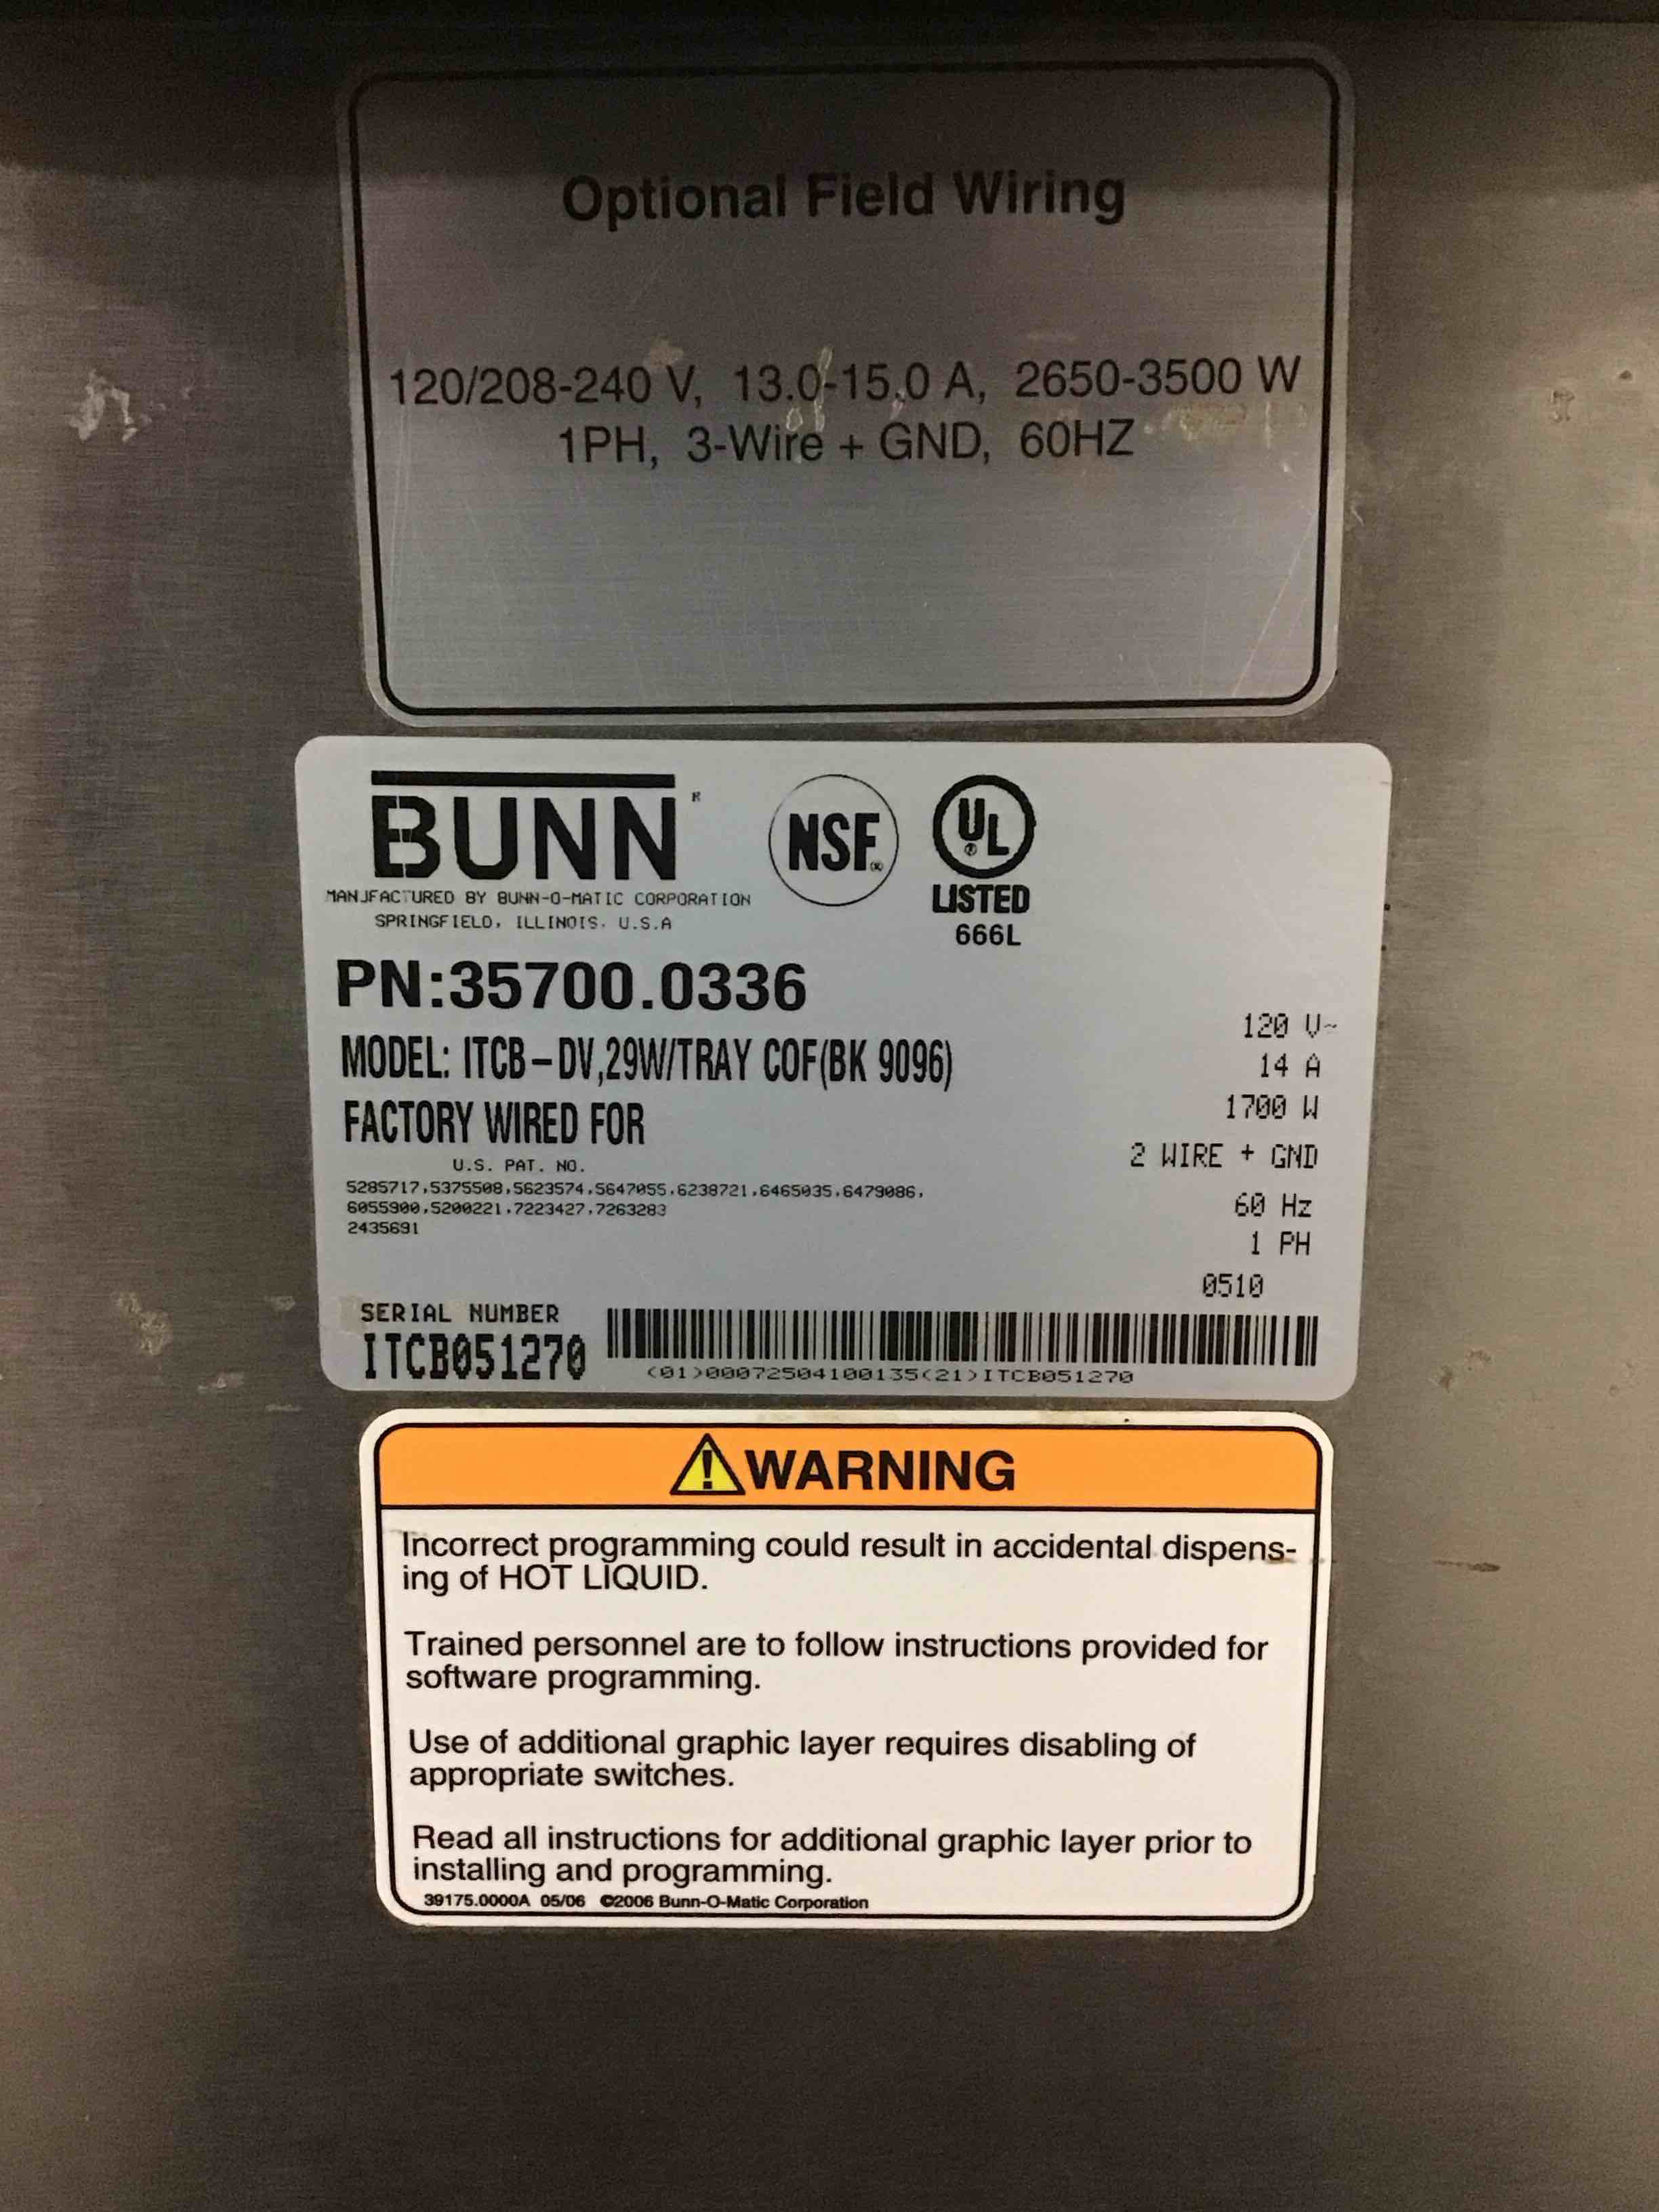 Optional Field Wiring
120/208-240 V, 13.0-15.0 A, 2650-3500 W
1PH, 3-Wire + GND, 60HZ
BUNN®
NSF®
UL®
LISTED
666L
MANUFACTURED BY BUNN-O-MATIC CORPORATION
SPRINGFIELD, ILLINOIS. U.S.A
PN:35700.0336
MODEL: ITCB-DV,29W/TRAY COF(BK 9096)
FACTORY WIRED FOR
120 V~
14 A
1700 W
2 WIRE + GND
60 Hz
1 PH
0510
U.S. PAT. NO.
5285717,5375508,5623574,5647055,6238721,6465035,6479086,
6055900,5200221,7223427,7263283
2435691
SERIAL NUMBER
ITCB051270
(01)00072504100135(21)ITCB051270
WARNING
Incorrect programming could result in accidental dispens-
ing of HOT LIQUID.
Trained personnel are to follow instructions provided for
software programming.
Use of additional graphic layer requires disabling of
appropriate switches.
Read all instructions for additional graphic layer prior to
installing and programming.
39175.0000A 05/06 ©2006 Bunn-O-Matic Corporation